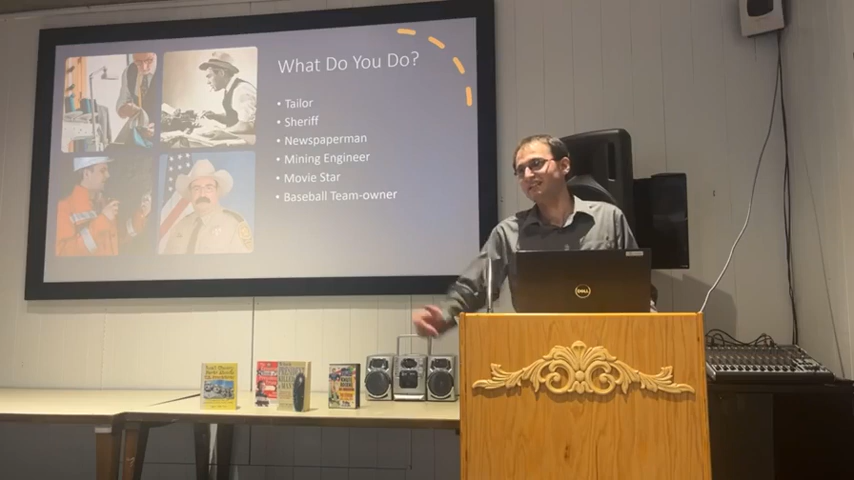 What Do You Do?
• Tailor
• Sheriff
• Newspaperman
• Mining Engineer
• Movie Star
• Baseball Team-owner
DELL